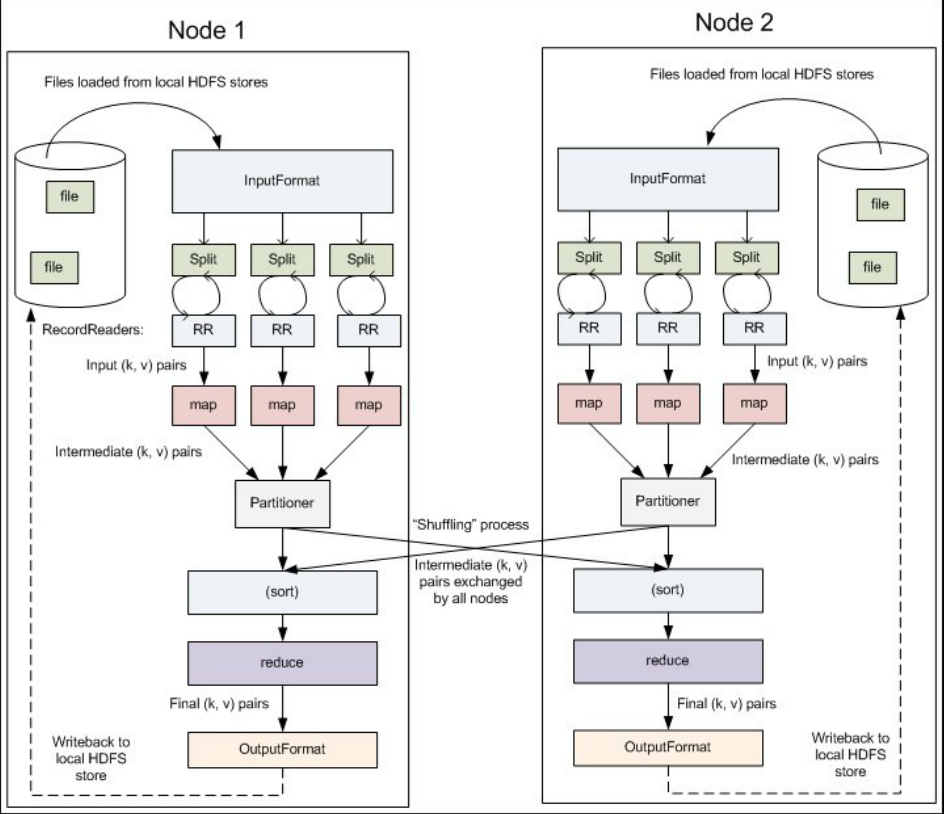 Node 1
Files loaded from local HDFS stores
InputFormat
file
file
Split
Split
Split
RecordReaders:
RR
RR
RR
Input (k, v) pairs
map
map
map
Intermediate (k, v) pairs
Partitioner
(sort)
reduce
Final (k, v) pairs
OutputFormat
Writeback to
local HDFS
store
"Shuffling" process
Intermediate (k, v)
pairs exchanged
by all nodes
Node 2
Files loaded from local HDFS stores
InputFormat
file
file
Split
Split
Split
RR
RR
RR
Input (k, v) pairs
map
map
map
Intermediate (k, v) pairs
Partitioner
(sort)
reduce
Final (k, v) pairs
OutputFormat
Writeback to
local HDFS
store